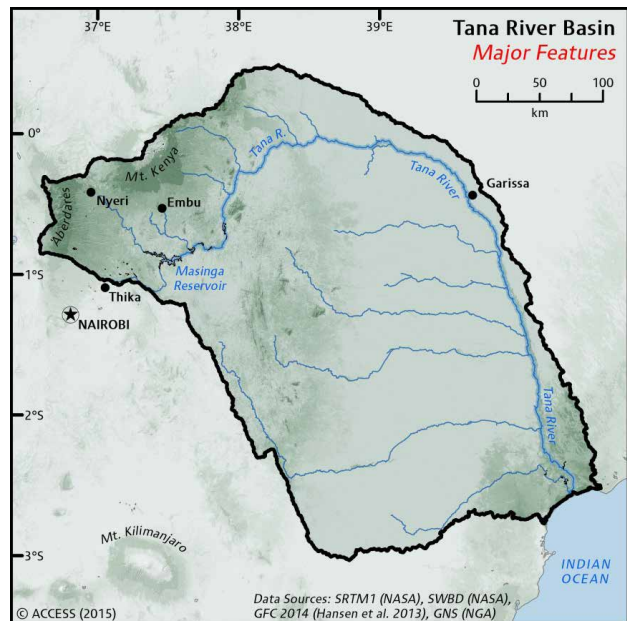 37°E
38°E
39°E
Tana River Basin
Major Features
0
25
50
75
100
km
0°
1°S
2°S
3°S
Tana R.
Tana River
Garissa
Mt. Kenya
Nyeri
Embu
Aberdares
Masinga
Reservoir
Thika
NAIROBI
Tana River
Mt. Kilimanjaro
INDIAN
OCEAN
© ACCESS (2015)
Data Sources: SRTM1 (NASA), SWBD (NASA),
GFC 2014 (Hansen et al. 2013), GNS (NGA)